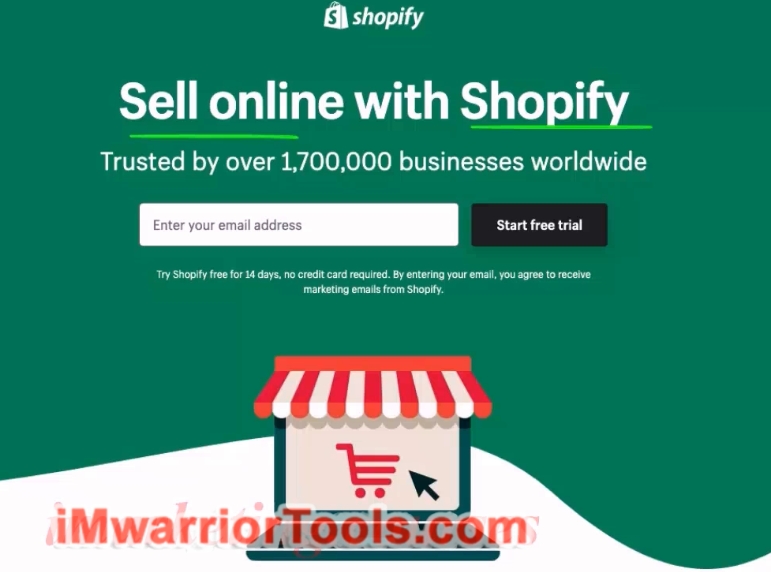 shopify
Sell online with Shopify
Trusted by over 1,700,000 businesses worldwide
Enter your email address
Start free trial
Try Shopify free for 14 days, no credit card required. By entering your email, you agree to receive
marketing emails from Shopify.
iMwarriorTools.com